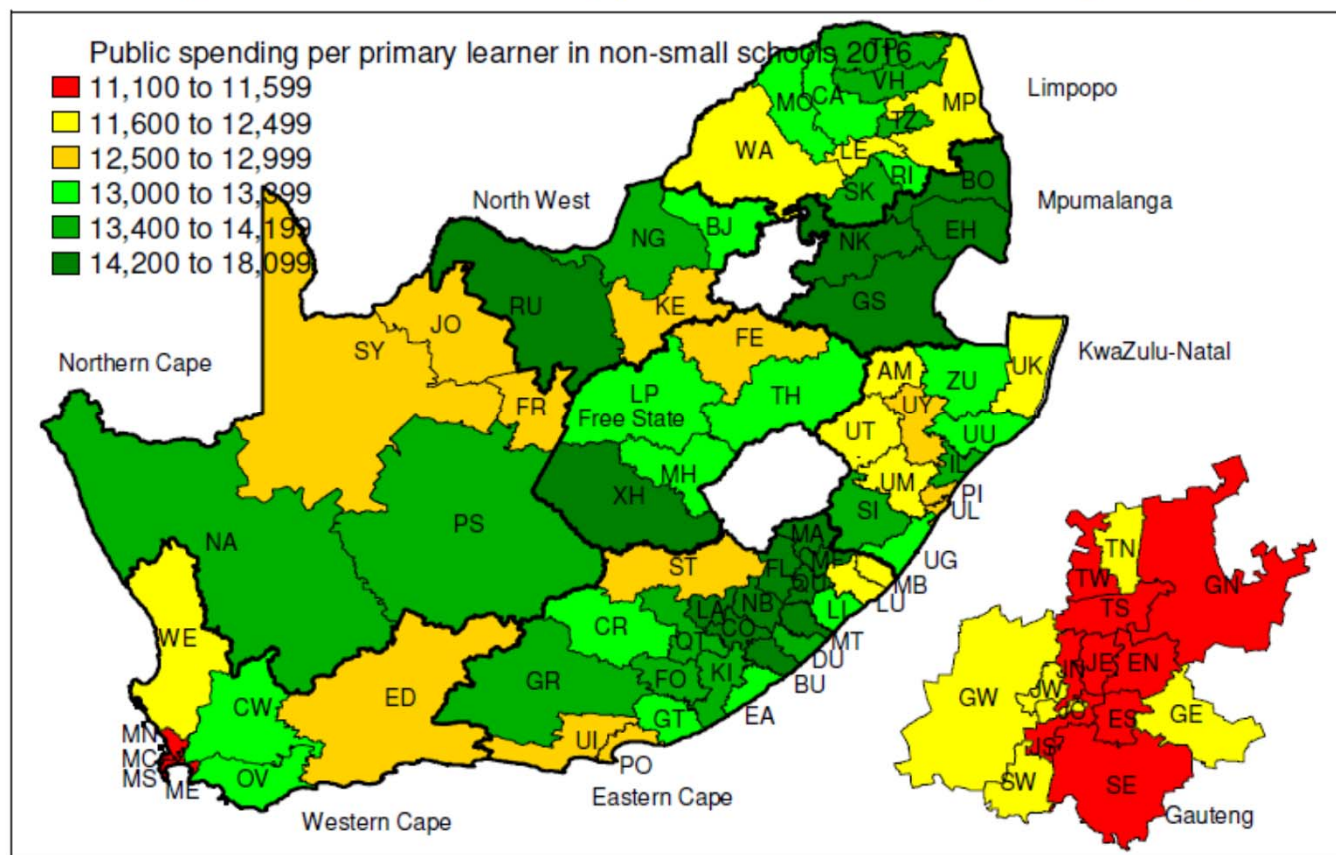 Public spending per primary learner in non-small schools 2016
11,100 to 11,599
11,600 to 12,499
12,500 to 12,999
13,000 to 13,399
13,400 to 14,199
14,200 to 18,099
Limpopo
Mpumalanga
North West
Northern Cape
KwaZulu-Natal
Free State
Eastern Cape
Western Cape
Gauteng
TP
VH
MP
MO
CA
TZ
WA
LE
RI
SK
BO
BJ
NG
NK
EH
RU
KE
GS
JO
SY
FE
AM
ZU
UK
FR
LP
TH
UY
UT
UU
MH
IL
UM
XH
PI
UL
PS
SI
NA
MA
UG
ST
FL
MF
QU
MB
LU
LA
NB
LI
WE
CR
CO
MT
QT
DU
GR
FO
KI
BU
ED
CW
GT
EA
MN
UI
MC
PO
MS
OV
ME
TN
TW
GN
TS
JN
JE
EN
GW
JW
JO
ES
GE
JS
SW
SE